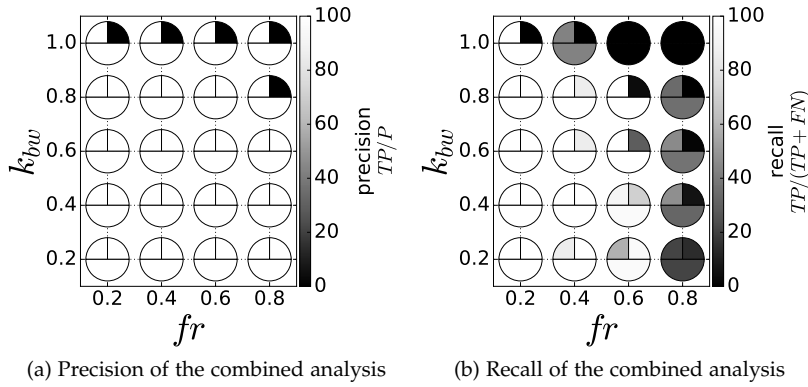 1.0
0.8
0.6
0.4
0.2
k_bw
0.2 0.4 0.6 0.8
fr
100
80
60
40
20
0
precision
TP/P
(a) Precision of the combined analysis
1.0
0.8
0.6
0.4
0.2
k_bw
0.2 0.4 0.6 0.8
fr
100
80
60
40
20
0
recall
TP/(TP + FN)
(b) Recall of the combined analysis